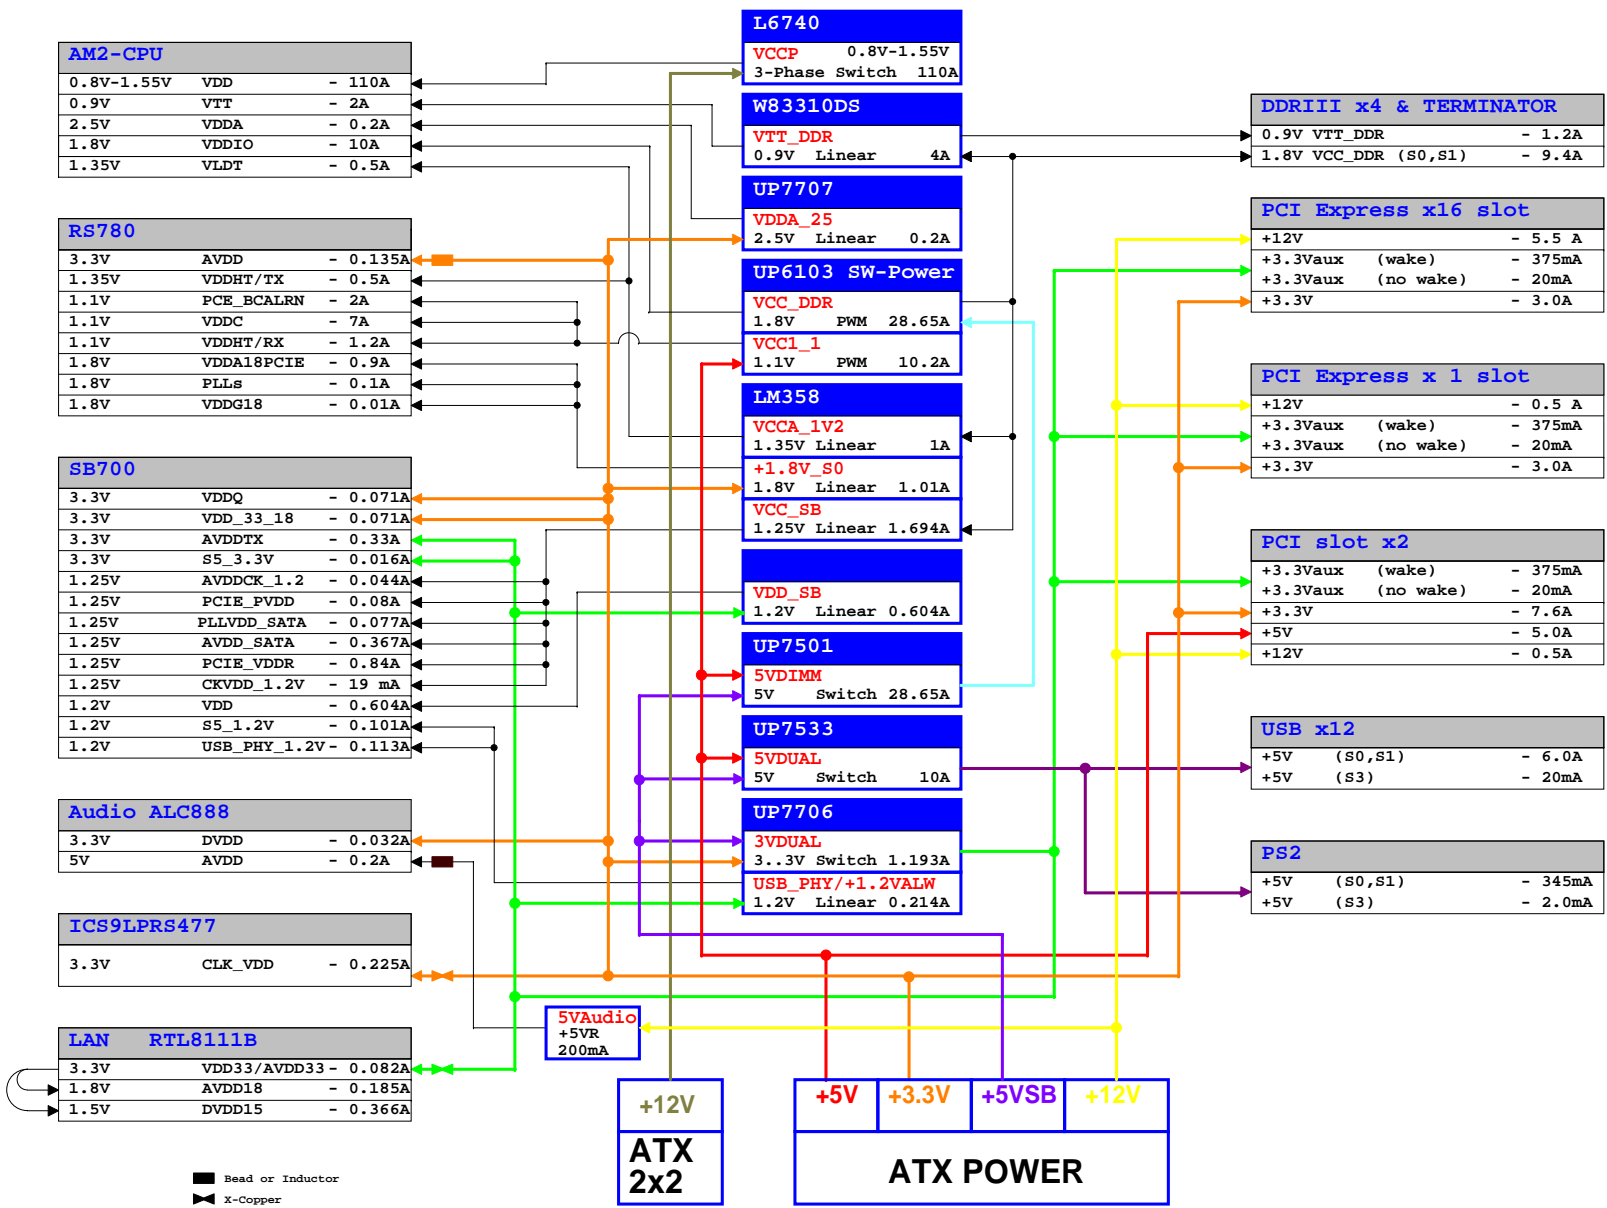 AM2-CPU
0.8V-1.55V VDD - 110A
0.9V VTT - 2A
2.5V VDDA - 0.2A
1.8V VDDIO - 10A
1.35V VLDT - 0.5A
RS780
3.3V AVDD - 0.135A
1.35V VDDHT/TX - 0.5A
1.1V PCE_BCALRN - 2A
1.1V VDDC - 7A
1.1V VDDHT/RX - 1.2A
1.8V VDDA18PCIE - 0.9A
1.8V PLLs - 0.1A
1.8V VDDG18 - 0.01A
SB700
3.3V VDDQ - 0.071A
3.3V VDD_33_18 - 0.071A
3.3V AVDDTX - 0.33A
3.3V S5_3.3V - 0.016A
1.25V AVDDCK_1.2 - 0.044A
1.25V PCIE_PVDD - 0.08A
1.25V PLLVDD_SATA - 0.077A
1.25V AVDD_SATA - 0.367A
1.25V PCIE_VDDR - 0.84A
1.25V CKVDD_1.2V - 19 mA
1.2V VDD - 0.604A
1.2V S5_1.2V - 0.101A
1.2V USB_PHY_1.2V - 0.113A
Audio ALC888
3.3V DVDD - 0.032A
5V AVDD - 0.2A
ICS9LPRS477
3.3V CLK_VDD - 0.225A
LAN RTL8111B
3.3V VDD33/AVDD33 - 0.082A
1.8V AVDD18 - 0.185A
1.5V DVDD15 - 0.366A
Bead or Inductor
X-Copper
L6740
VCCP 0.8V-1.55V
3-Phase Switch 110A
W83310DS
VTT_DDR
0.9V Linear 4A
UP7707
VDDA_25
2.5V Linear 0.2A
UP6103 SW-Power
VCC_DDR
1.8V PWM 28.65A
VCC1_1
1.1V PWM 10.2A
LM358
VCCA_1V2
1.35V Linear 1A
+1.8V_S0
1.8V Linear 1.01A
VCC_SB
1.25V Linear 1.694A
VDD_SB
1.2V Linear 0.604A
UP7501
5VDIMM
5V Switch 28.65A
UP7533
5VDUAL
5V Switch 10A
UP7706
3VDUAL
3..3V Switch 1.193A
USB_PHY/+1.2VALW
1.2V Linear 0.214A
5VAudio
+5VR
200mA
+12V
ATX
2x2
+5V +3.3V +5VSB +12V
ATX POWER
DDRIII x4 & TERMINATOR
0.9V VTT_DDR - 1.2A
1.8V VCC_DDR (S0,S1) - 9.4A
PCI Express x16 slot
+12V - 5.5 A
+3.3Vaux (wake) - 375mA
+3.3Vaux (no wake) - 20mA
+3.3V - 3.0A
PCI Express x 1 slot
+12V - 0.5 A
+3.3Vaux (wake) - 375mA
+3.3Vaux (no wake) - 20mA
+3.3V - 3.0A
PCI slot x2
+3.3Vaux (wake) - 375mA
+3.3Vaux (no wake) - 20mA
+3.3V - 7.6A
+5V - 5.0A
+12V - 0.5A
USB x12
+5V (S0,S1) - 6.0A
+5V (S3) - 20mA
PS2
+5V (S0,S1) - 345mA
+5V (S3) - 2.0mA